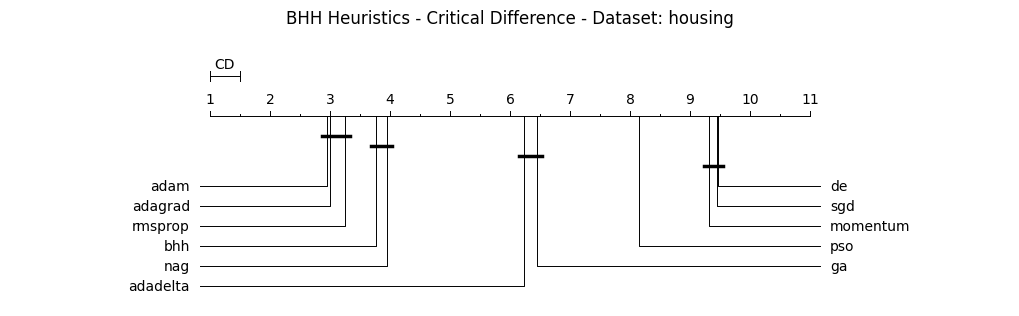 BHH Heuristics - Critical Difference - Dataset: housing
CD
1 2 3 4 5 6 7 8 9 10 11
adam de
adagrad sgd
rmsprop momentum
bhh pso
nag ga
adadelta